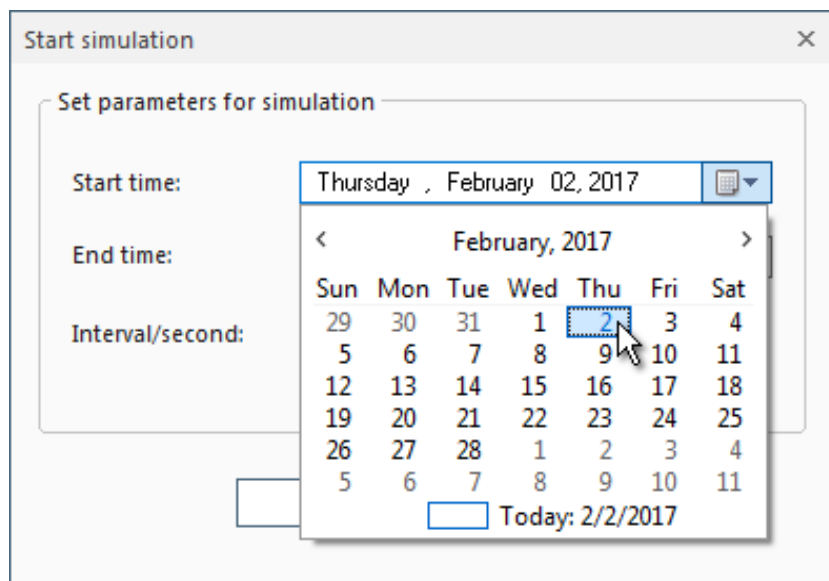 Start simulation
Set parameters for simulation
Start time:
Thursday , February 02, 2017
End time:
Interval/second:
February, 2017
Sun Mon Tue Wed Thu Fri Sat
29 30 31 1 2 3 4
5 6 7 8 9 10 11
12 13 14 15 16 17 18
19 20 21 22 23 24 25
26 27 28 1 2 3 4
5 6 7 8 9 10 11
Today: 2/2/2017